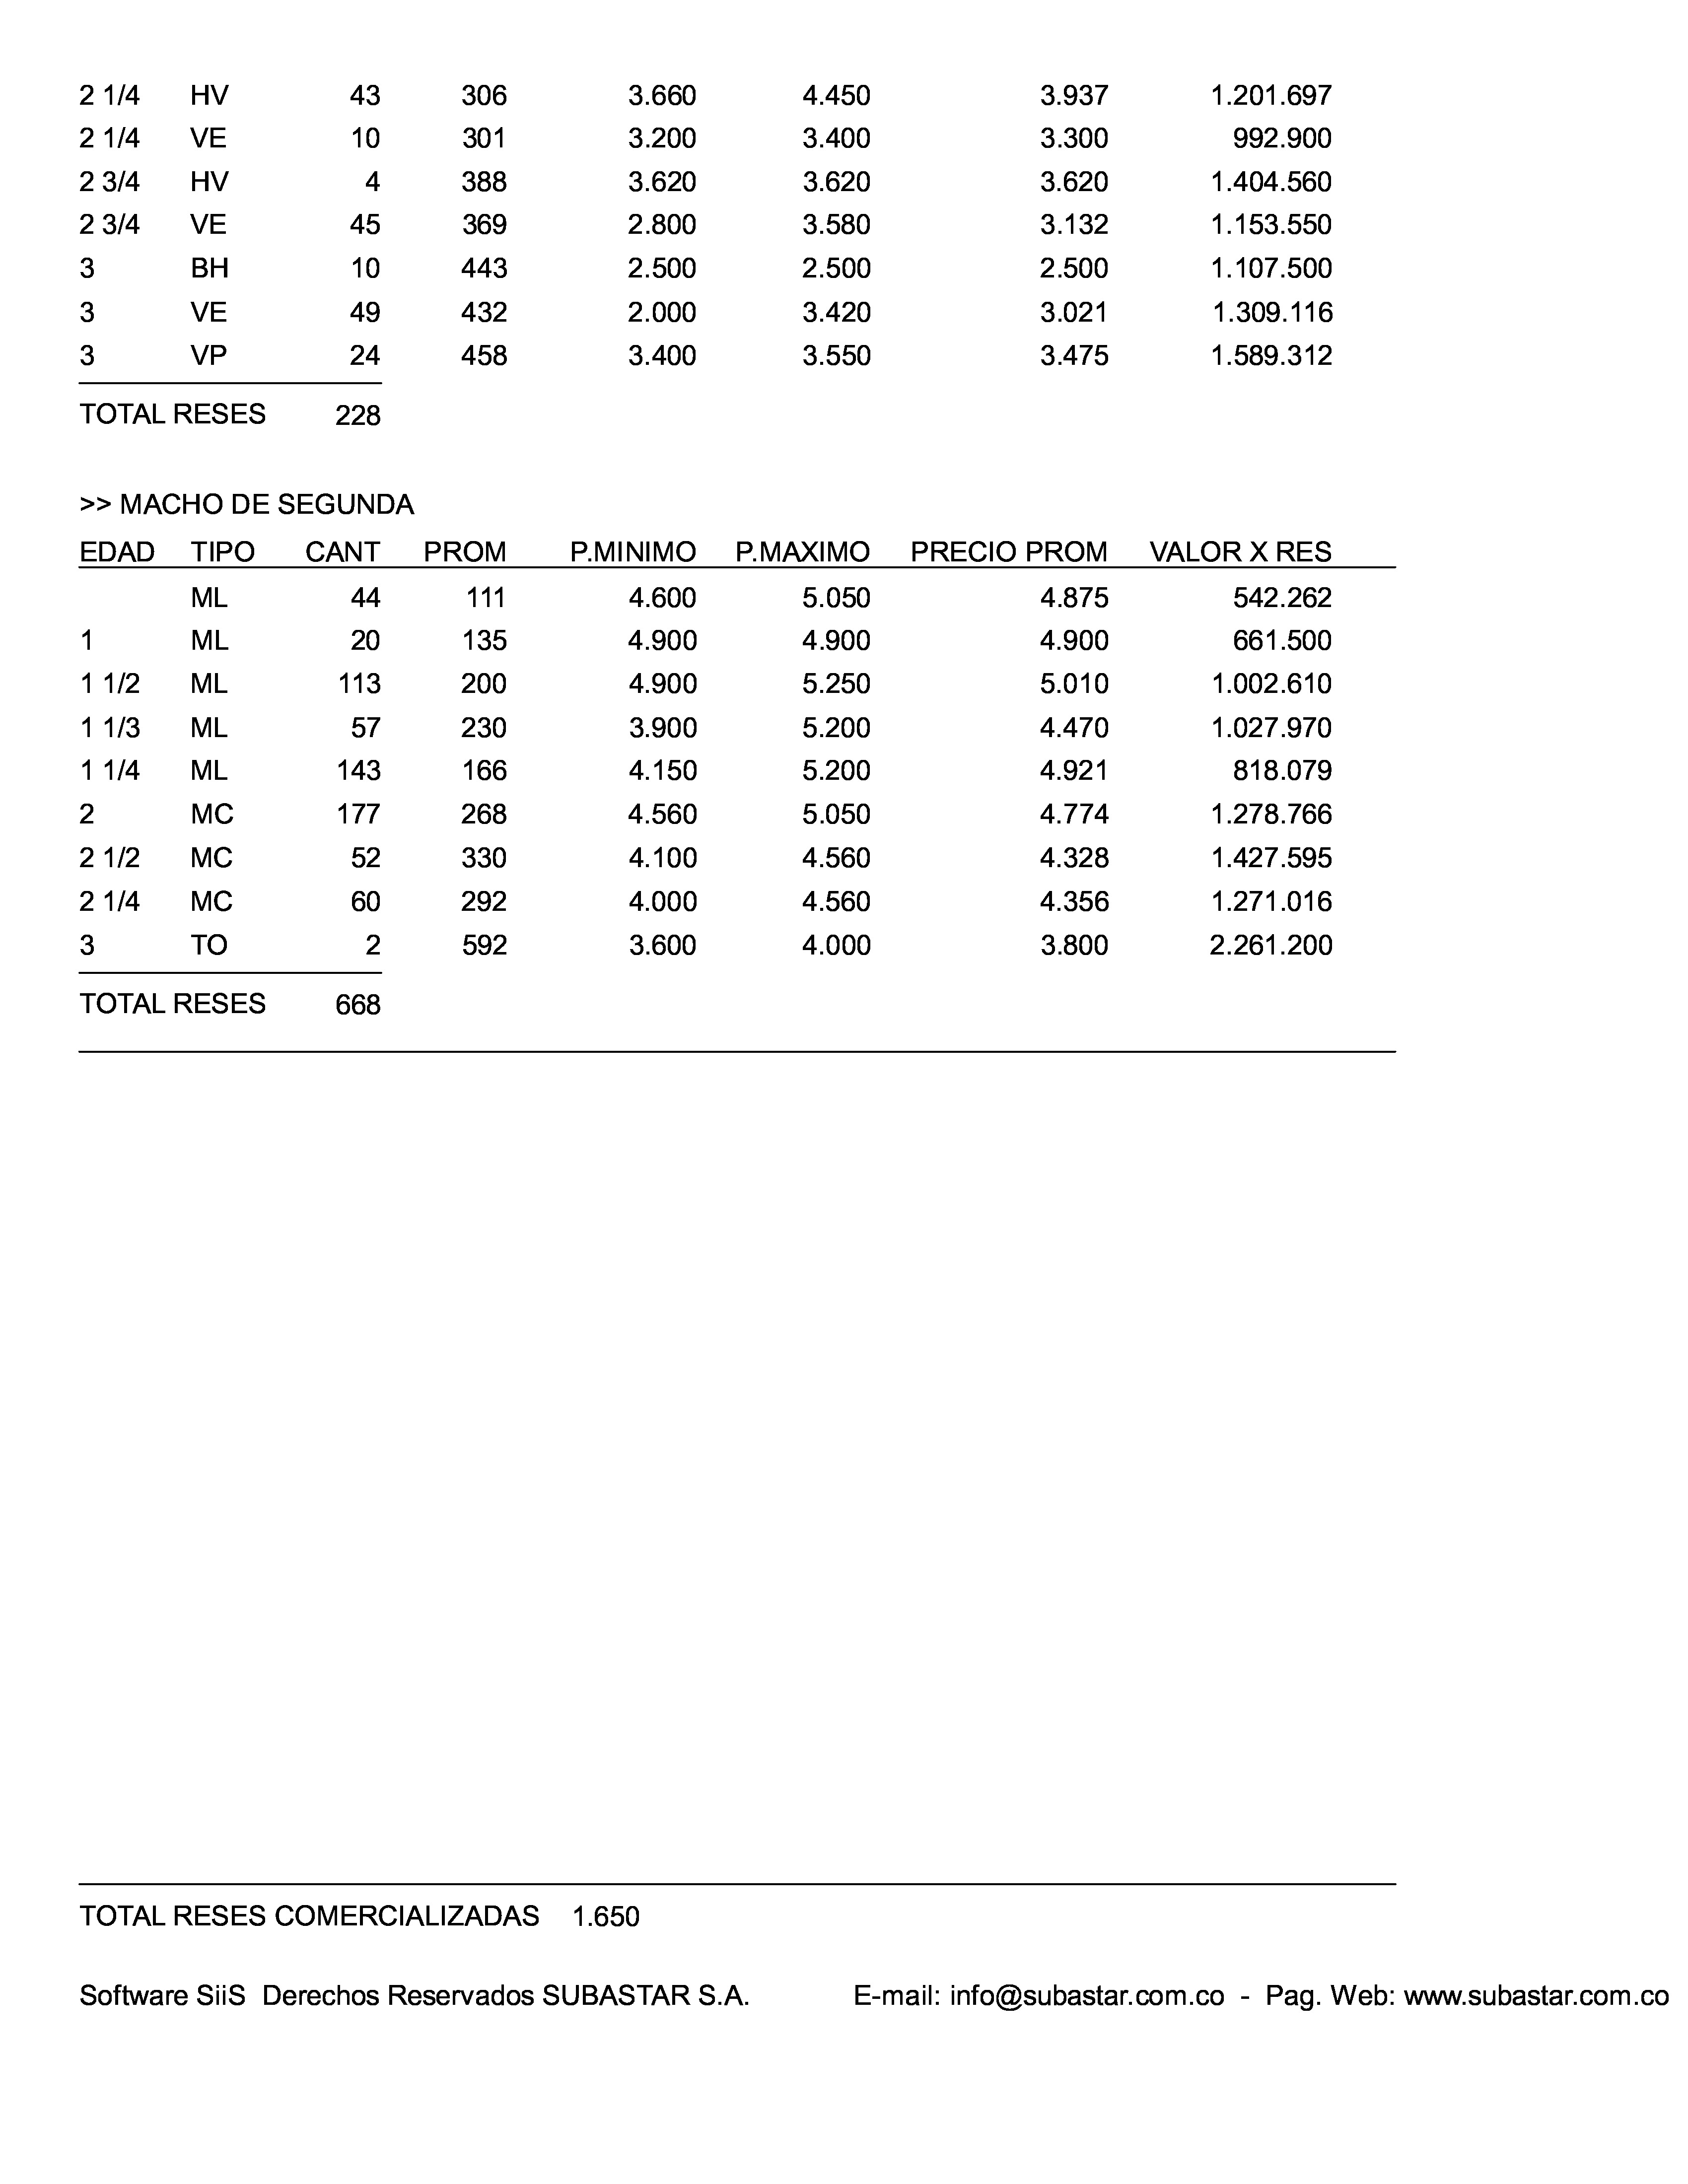 2 1/4 HV 43 306 3.660 4.450 3.937 1.201.697
2 1/4 VE 10 301 3.200 3.400 3.300 992.900
2 3/4 HV 4 388 3.620 3.620 3.620 1.404.560
2 3/4 VE 45 369 2.800 3.580 3.132 1.153.550
3 BH 10 443 2.500 2.500 2.500 1.107.500
3 VE 49 432 2.000 3.420 3.021 1.309.116
3 VP 24 458 3.400 3.550 3.475 1.589.312
TOTAL RESES 228
>> MACHO DE SEGUNDA
EDAD TIPO CANT PROM P.MINIMO P.MAXIMO PRECIO PROM VALOR X RES
ML 44 111 4.600 5.050 4.875 542.262
1 ML 20 135 4.900 4.900 4.900 661.500
1 1/2 ML 113 200 4.900 5.250 5.010 1.002.610
1 1/3 ML 57 230 3.900 5.200 4.470 1.027.970
1 1/4 ML 143 166 4.150 5.200 4.921 818.079
2 MC 177 268 4.560 5.050 4.774 1.278.766
2 1/2 MC 52 330 4.100 4.560 4.328 1.427.595
2 1/4 MC 60 292 4.000 4.560 4.356 1.271.016
3 TO 2 592 3.600 4.000 3.800 2.261.200
TOTAL RESES 668
TOTAL RESES COMERCIALIZADAS 1.650
Software SiiS Derechos Reservados SUBASTAR S.A. E-mail: info@subastar.com.co - Pag. Web: www.subastar.com.co